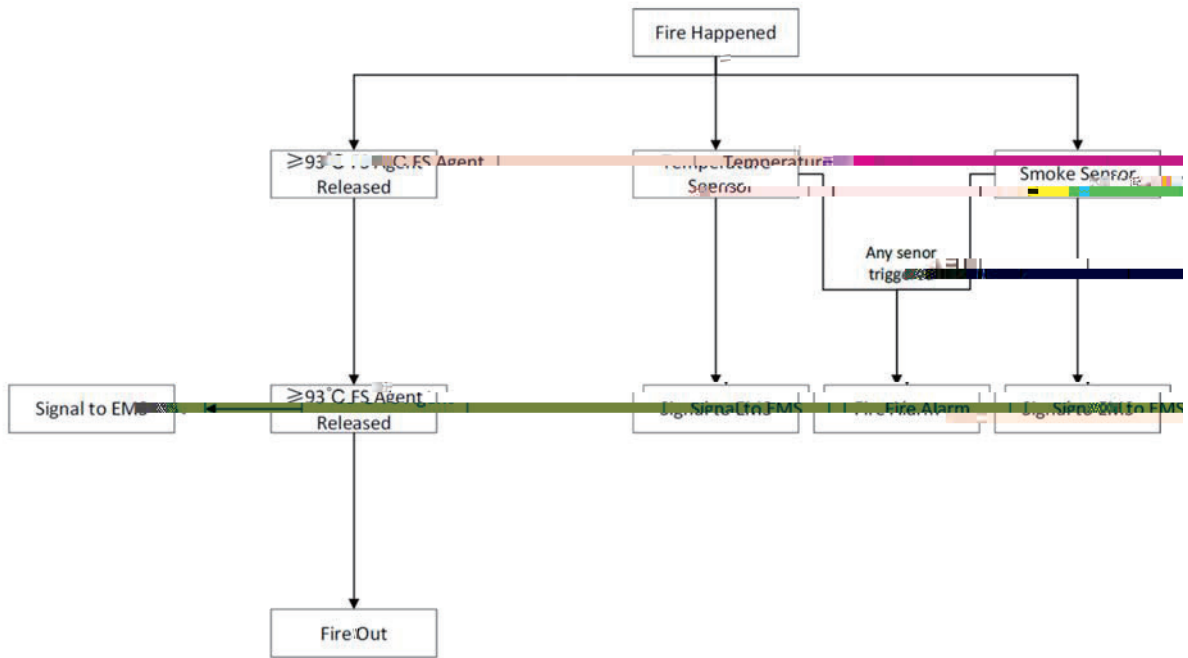 Fire Happened
≥93℃ FS Agent
Released
Temperature
Sensor
Smoke Sensor
Any senor
Signal to
≥93℃ FS Agent
Released
Signal to EMS
Fire Alarm
Signal to EMS
Fire Out